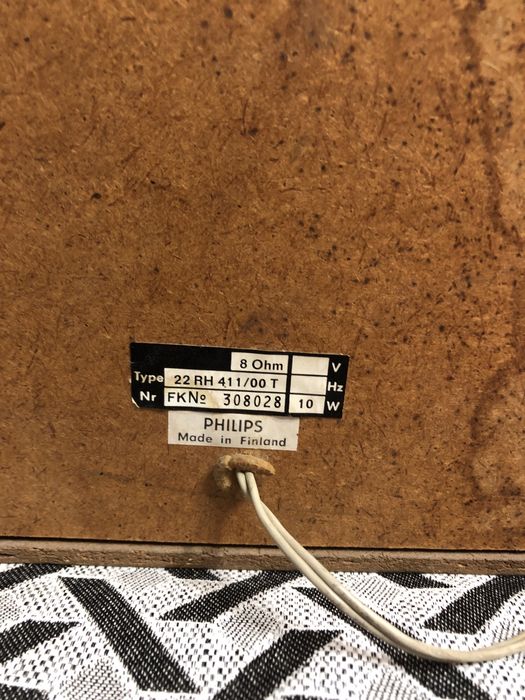 8 Ohm V
Type 22 RH 411/00 T Hz
Nr FKNo 308028 10 W
PHILIPS
Made in Finland